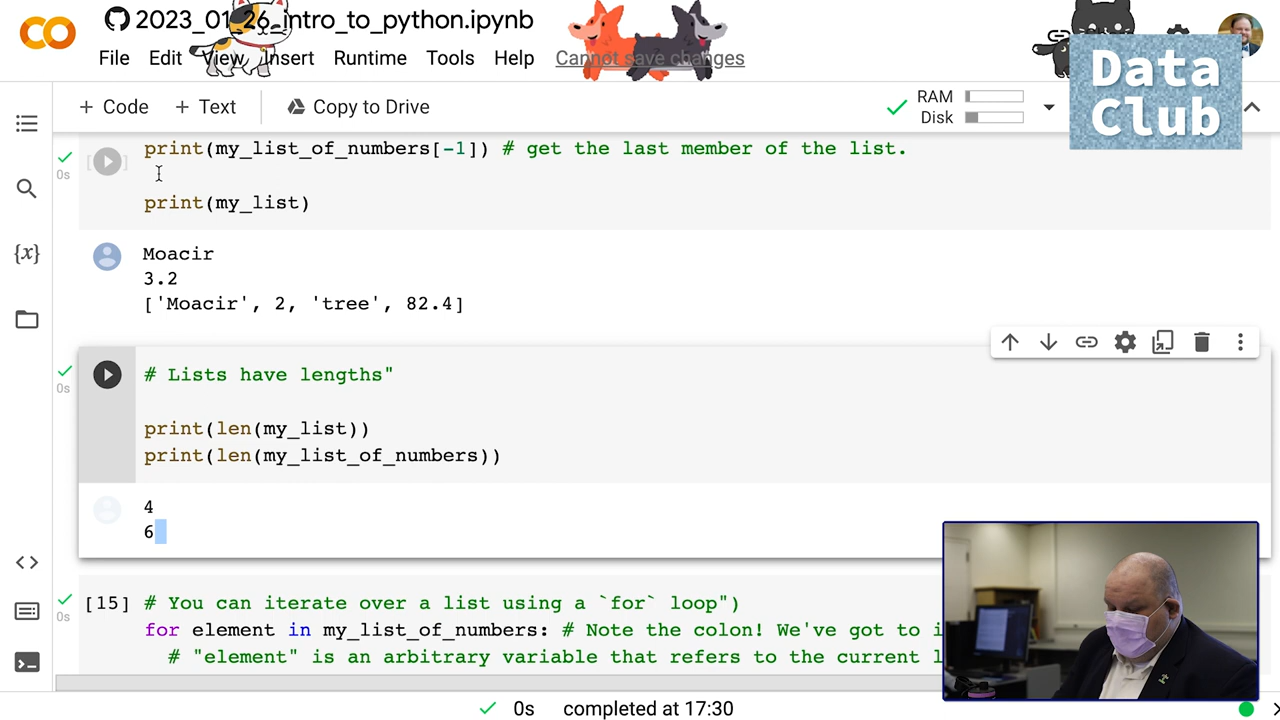 2023_01_26_intro_to_python.ipynb
File Edit View Insert Runtime Tools Help Cannot save changes
Data
Club
+ Code + Text Copy to Drive
RAM
Disk
print(my_list_of_numbers[-1]) # get the last member of the list.
0s
print(my_list)
Moacir
3.2
['Moacir', 2, 'tree', 82.4]
{x}
# Lists have lengths"
0s
print(len(my_list))
print(len(my_list_of_numbers))
4
6
[15] # You can iterate over a list using a `for` loop")
0s
for element in my_list_of_numbers: # Note the colon! We've got to
# "element" is an arbitrary variable that refers to the current
0s completed at 17:30